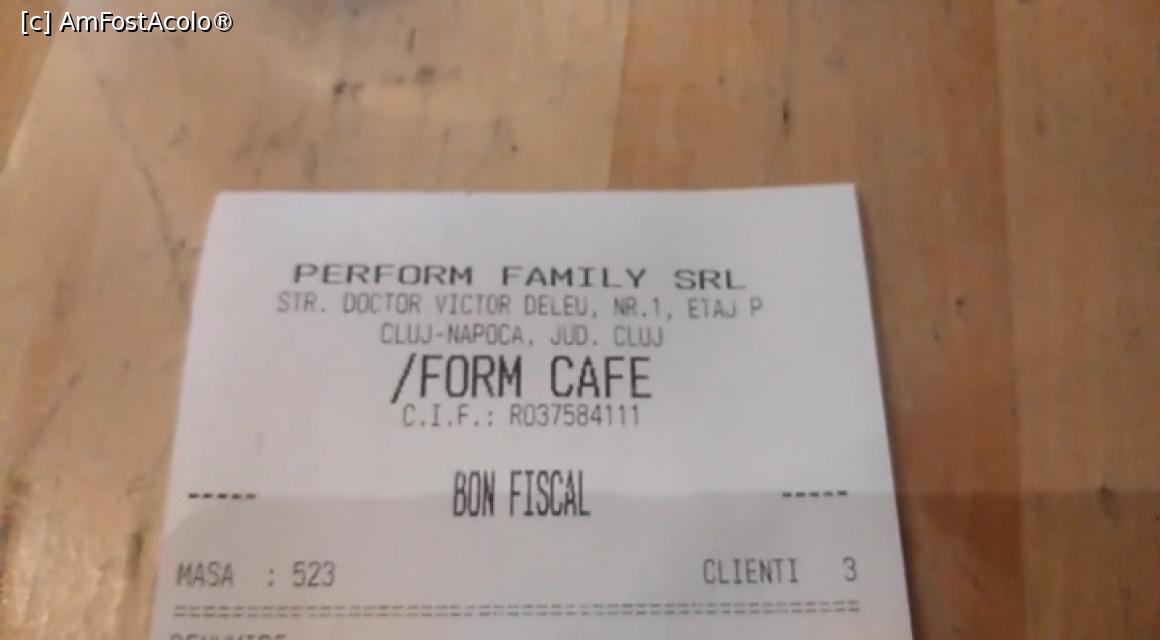 [c] AmFostAcolo®
PERFORM FAMILY SRL
STR. DOCTOR VICTOR DELEU, NR.1, ETAJ P
CLUJ-NAPOCA, JUD. CLUJ
/FORM CAFE
C.I.F.: RO37584111
----- BON FISCAL -----
MASA : 523 CLIENTI 3